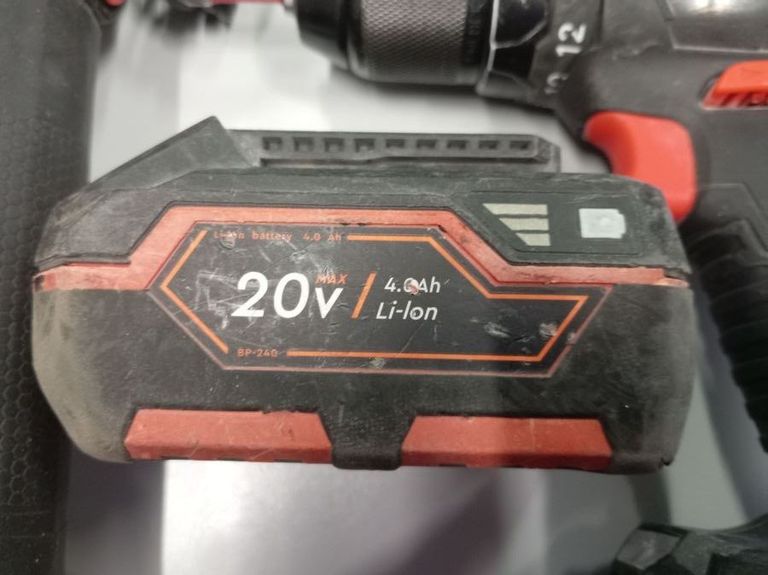 12
Li-Ion battery 4.0 Ah
20v MAX / 4.0Ah
Li-Ion
BP-240